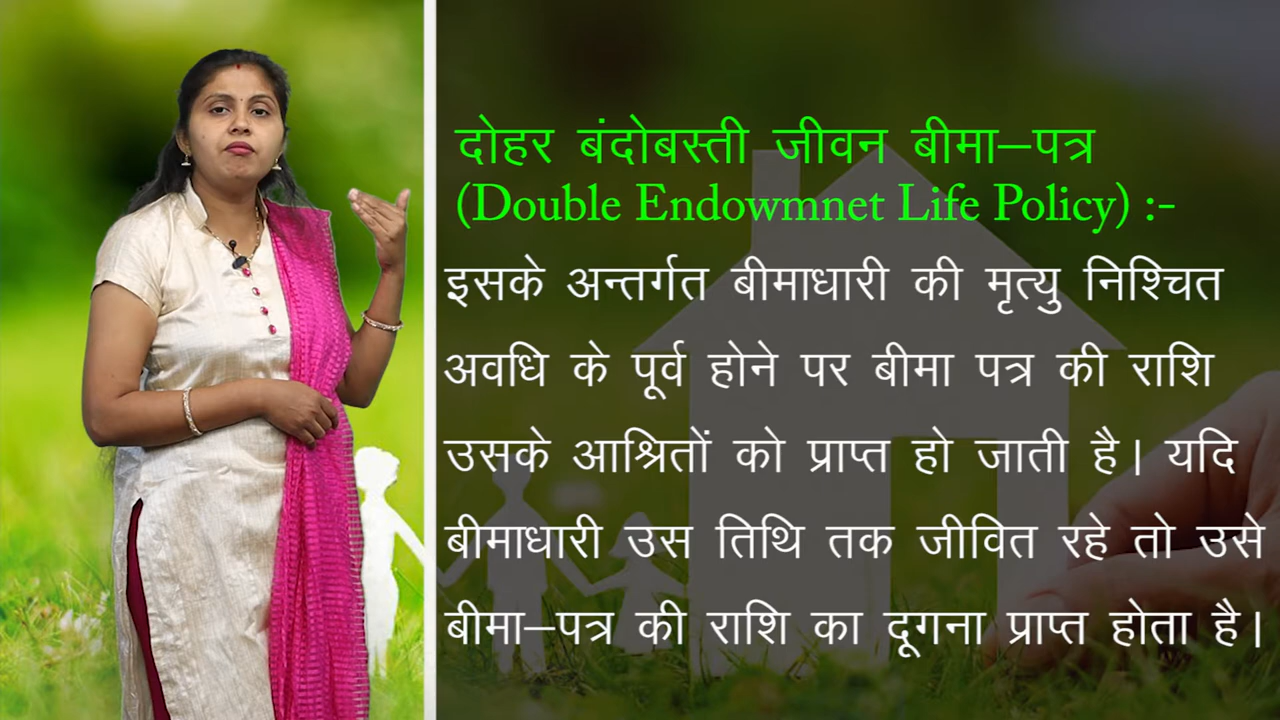 दोहर बंदोबस्ती जीवन बीमा–पत्र
(Double Endowmnet Life Policy) :-
इसके अन्तर्गत बीमाधारी की मृत्यु निश्चित
अवधि के पूर्व होने पर बीमा पत्र की राशि
उसके आश्रितों को प्राप्त हो जाती है। यदि
बीमाधारी उस तिथि तक जीवित रहे तो उसे
बीमा–पत्र की राशि का दूगना प्राप्त होता है।